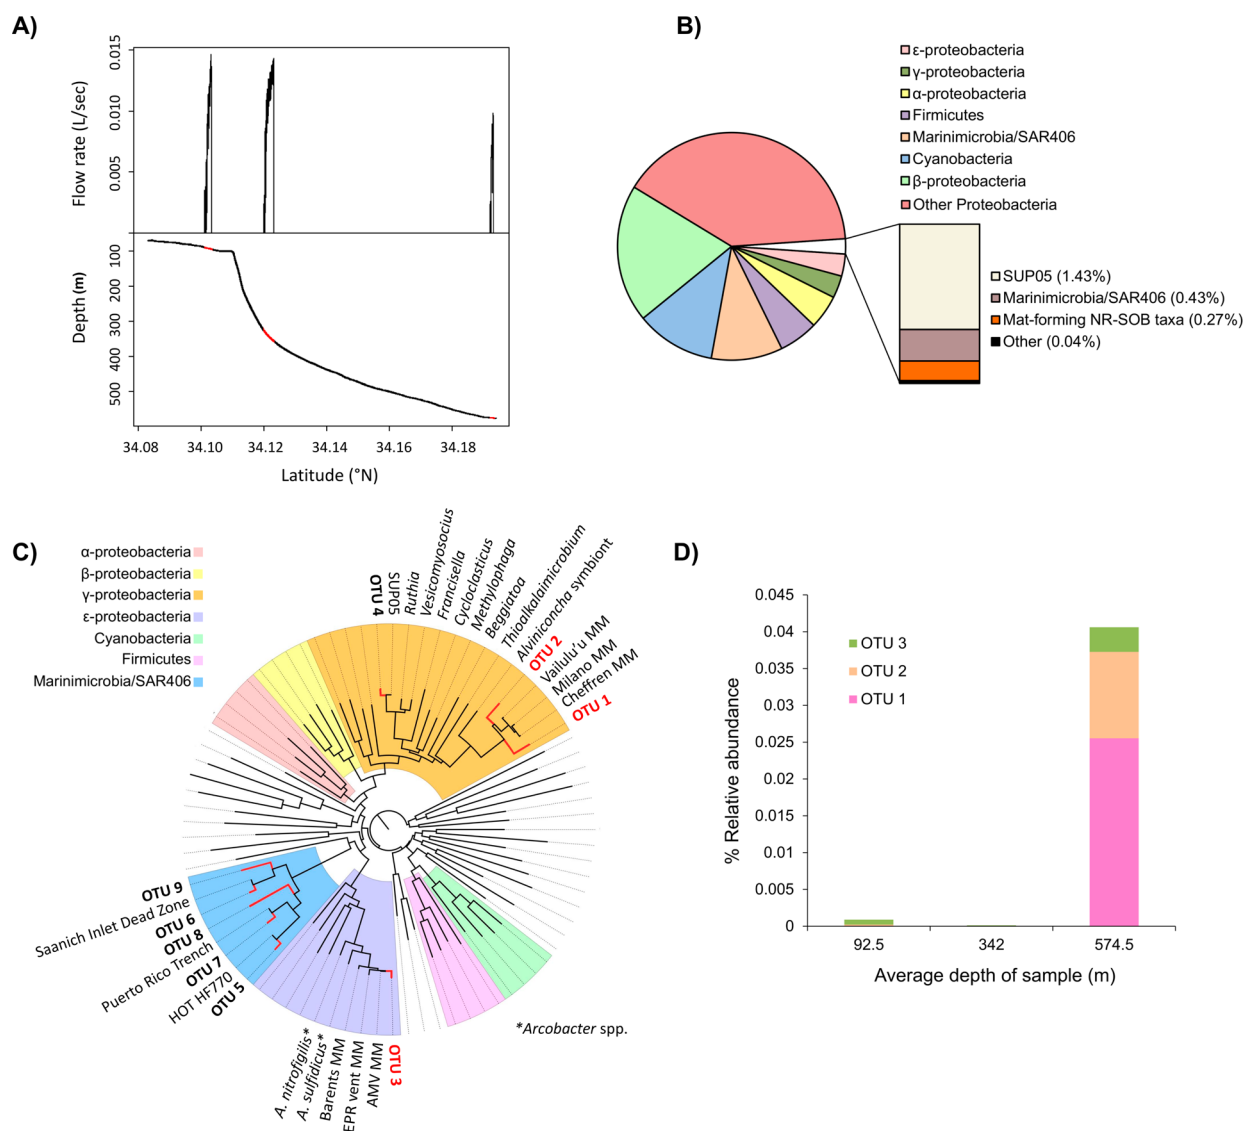 A)
0.015
0.010
0.005
Flow rate (L/sec)
100
200
300
400
500
Depth (m)
34.08 34.10 34.12 34.14 34.16 34.18
Latitude (°N)
B)
ε-proteobacteria
γ-proteobacteria
α-proteobacteria
Firmicutes
Marinimicrobia/SAR406
Cyanobacteria
β-proteobacteria
Other Proteobacteria
SUP05 (1.43%)
Marinimicrobia/SAR406 (0.43%)
Mat-forming NR-SOB taxa (0.27%)
Other (0.04%)
C)
α-proteobacteria
β-proteobacteria
γ-proteobacteria
ε-proteobacteria
Cyanobacteria
Firmicutes
Marinimicrobia/SAR406
OTU 4
SUP05
Ruthia
Vesicomyosocius
Francisella
Cycloclasticus
Methylophaga
Beggiatoa
Thioalkalaimicrobium
Alviniconcha symbiont
OTU 2
Vailulu'u MM
Milano MM
Cheffren MM
OTU 1
OTU 9
Saanich Inlet Dead Zone
OTU 6
OTU 8
Puerto Rico Trench
OTU 7
HOT HF770
OTU 5
A. nitrofigilis*
A. sulfidicus*
Barents MM
EPR vent MM
AMV MM
OTU 3
*Arcobacter spp.
D)
0.045
0.04
0.035
0.03
0.025
0.02
0.015
0.01
0.005
0
% Relative abundance
OTU 3
OTU 2
OTU 1
92.5 342 574.5
Average depth of sample (m)